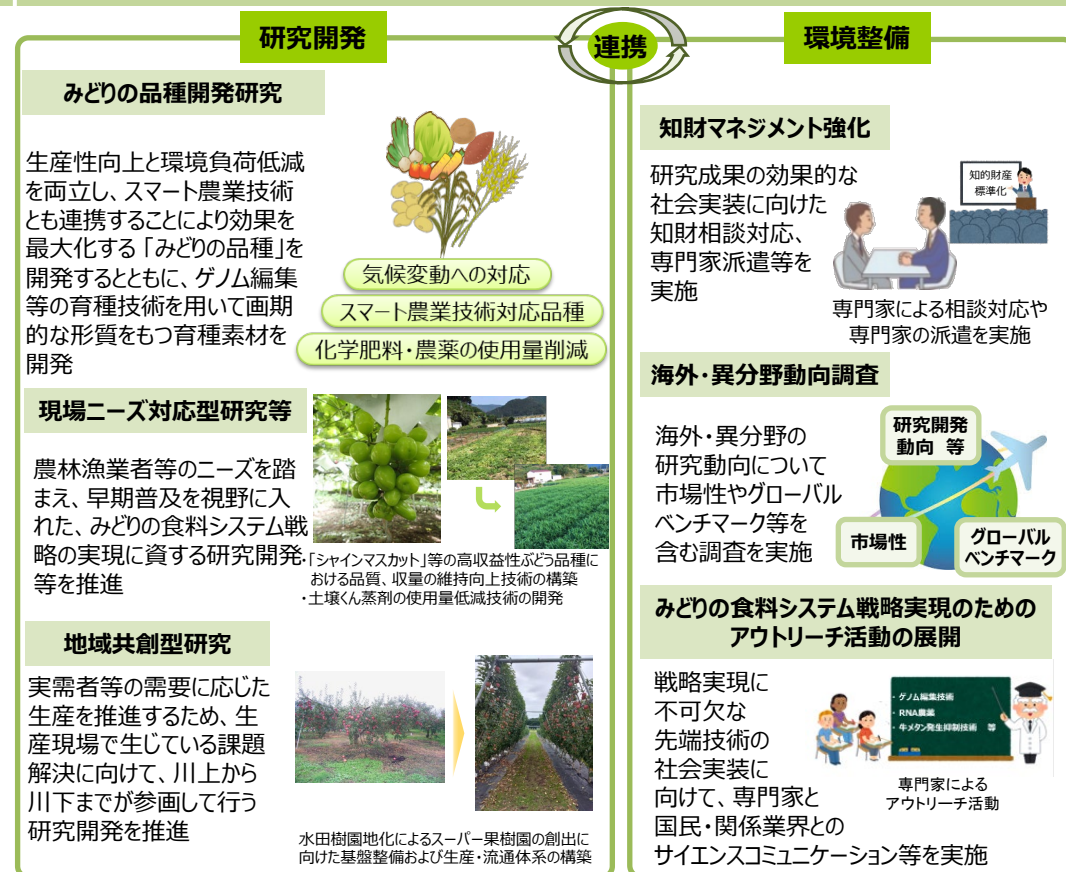 研究開発
連携
環境整備
みどりの品種開発研究
生産性向上と環境負荷低減
を両立し、スマート農業技術
とも連携することにより効果を
最大化する「みどりの品種」を
開発するとともに、ゲノム編集
等の育種技術を用いて画期
的な形質をもつ育種素材を
開発
気候変動への対応
スマート農業技術対応品種
化学肥料・農薬の使用量削減
現場ニーズ対応型研究等
農林漁業者等のニーズを踏
まえ、早期普及を視野に入
れた、みどりの食料システム戦
略の実現に資する研究開発
等を推進
・「シャインマスカット」等の高収益性ぶどう品種に
おける品質、収量の維持向上技術の構築
・土壌くん蒸剤の使用量低減技術の開発
地域共創型研究
実需者等の需要に応じた
生産を推進するため、生
産現場で生じている課題
解決に向けて、川上から
川下までが参画して行う
研究開発を推進
水田樹園地化によるスーパー果樹園の創出に
向けた基盤整備および生産・流通体系の構築
知財マネジメント強化
研究成果の効果的な
社会実装に向けた
知財相談対応、
専門家派遣等を
実施
知的財産
標準化
専門家による相談対応や
専門家の派遣を実施
海外・異分野動向調査
海外・異分野の
研究動向について
市場性やグローバル
ベンチマーク等を
含む調査を実施
研究開発
動向 等
市場性
グローバル
ベンチマーク
みどりの食料システム戦略実現のための
アウトリーチ活動の展開
戦略実現に
不可欠な
先端技術の
社会実装に
向けて、専門家と
国民・関係業界との
サイエンスコミュニケーション等を実施
・ゲノム編集技術
・RNA農薬
・牛メタン発生抑制技術 等
専門家による
アウトリーチ活動